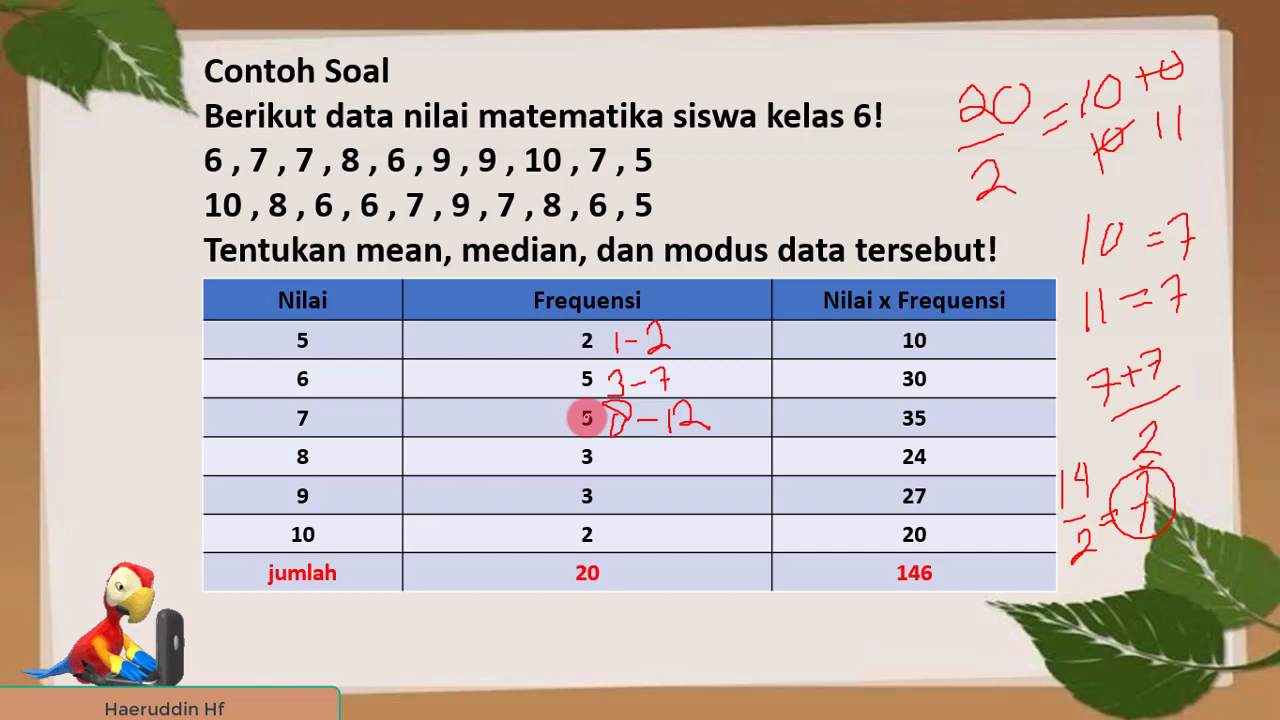 Contoh Soal
Berikut data nilai matematika siswa kelas 6!
6 , 7 , 7 , 8 , 6 , 9 , 9 , 10 , 7 , 5
10 , 8 , 6 , 6 , 7 , 9 , 7 , 8 , 6 , 5
Tentukan mean, median, dan modus data tersebut!
Nilai Frequensi Nilai x Frequensi
5 2 1-2 10
6 5 3-7 30
7 5 8-12 35
8 3 24
9 3 27
10 2 20
jumlah 20 146
20/2 = 10
11
10 = 7
11 = 7
7+7
2
14/2 = 7
Haeruddin Hf